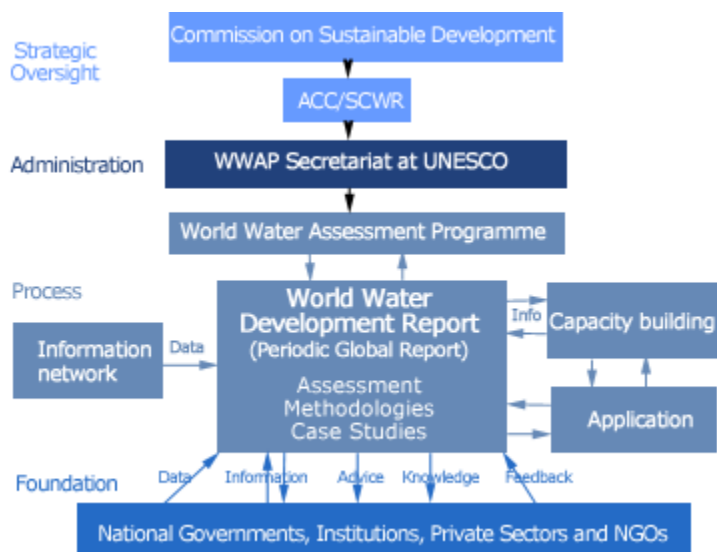 Commission on Sustainable Development
Strategic
Oversight
ACC/SCWR
Administration
WWAP Secretariat at UNESCO
World Water Assessment Programme
Process
World Water
Development Report
(Periodic Global Report)
Info
Capacity building
Information
network
Data
Assessment
Methodologies
Case Studies
Application
Foundation
Data
Information
Advice
Knowledge
Feedback
National Governments, Institutions, Private Sectors and NGOs